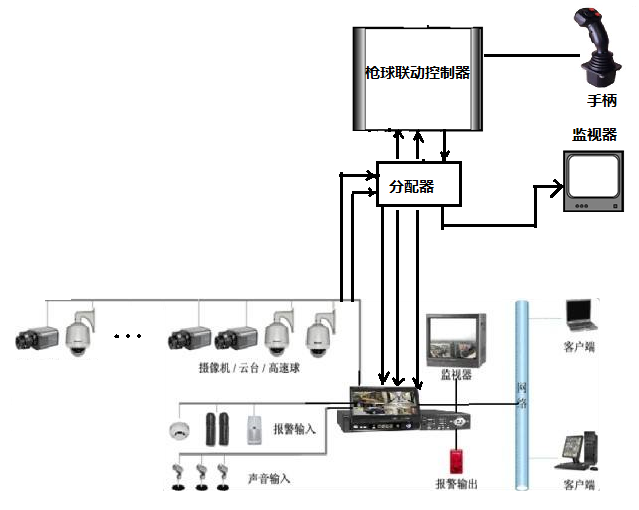 枪球联动控制器
手柄
监视器
分配器
摄像机 / 云台 / 高速球
监视器
客户端
网络
报警输入
声音输入
报警输出
客户端